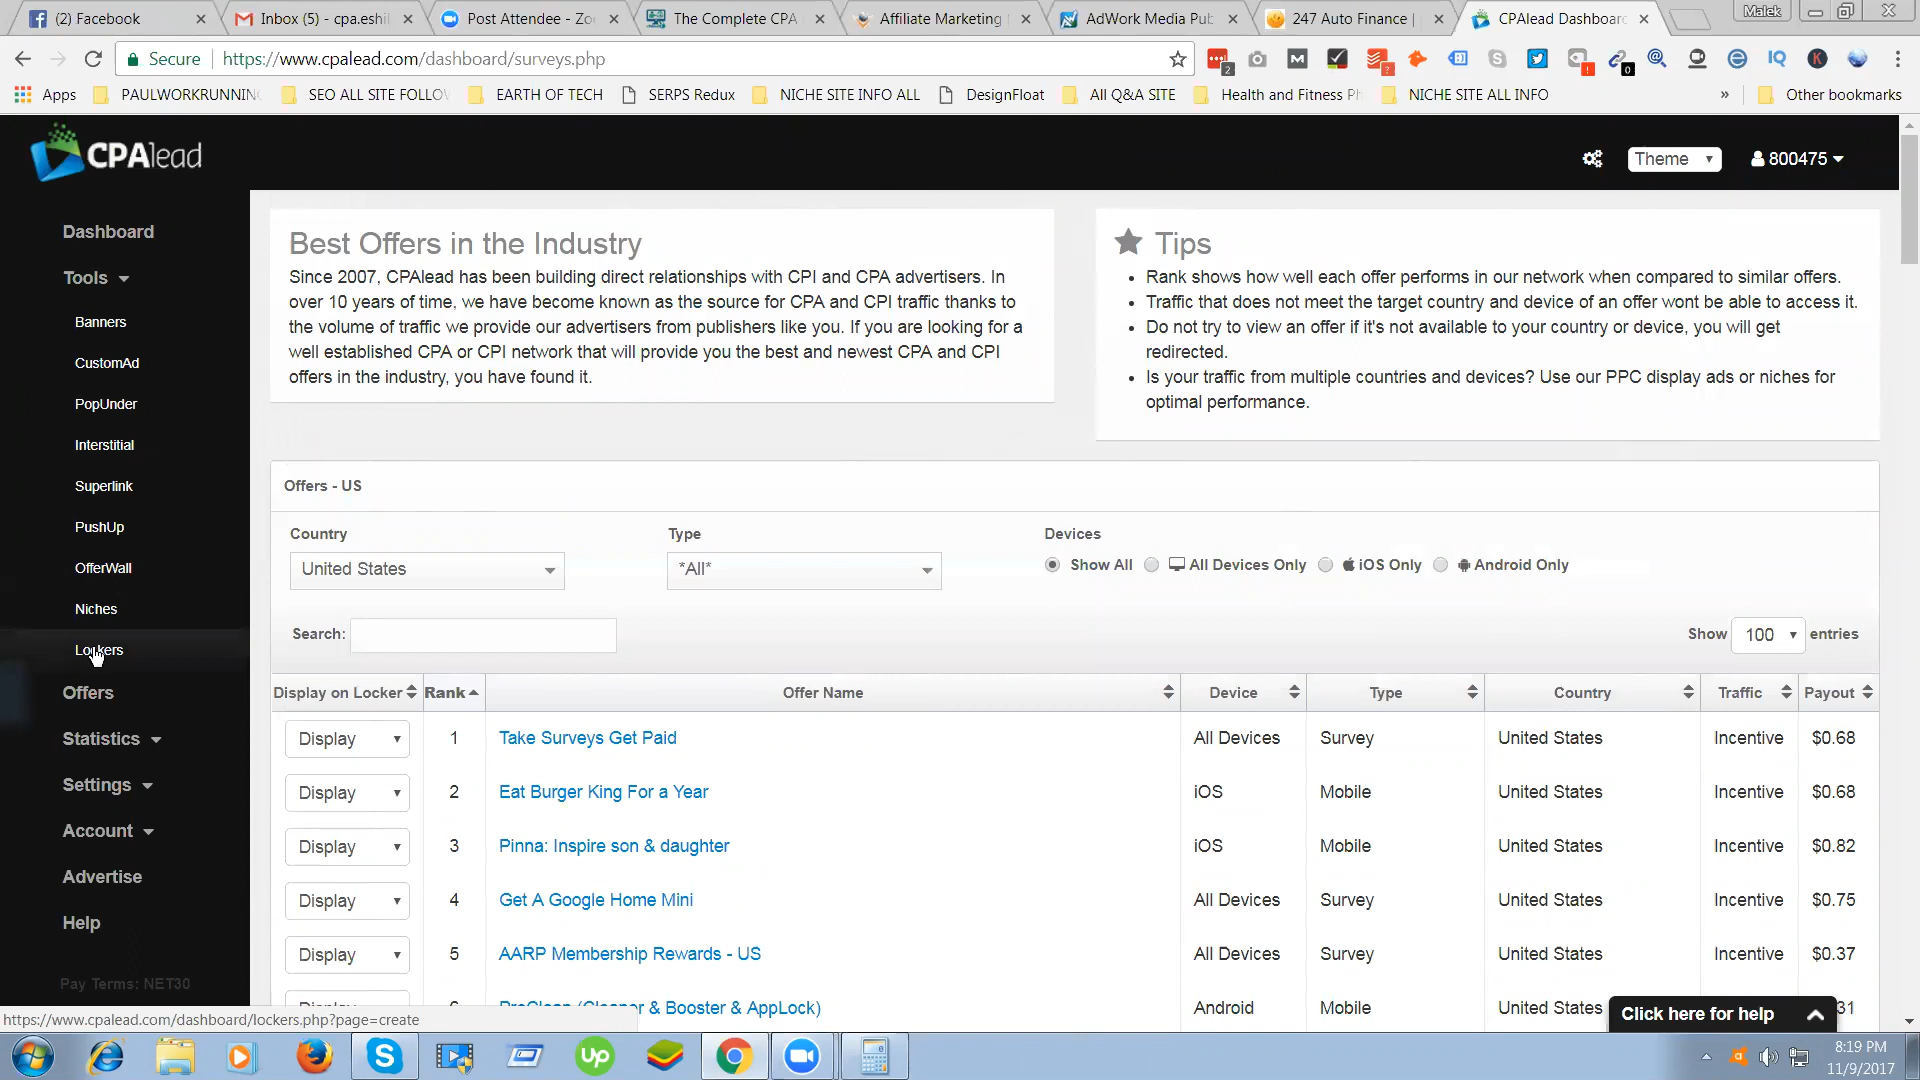 (2) Facebook
Inbox (5) - cpa.eshil
Post Attendee - Zo
The Complete CPA
Affiliate Marketing
AdWork Media Pub
247 Auto Finance |
CPAlead Dashboard
Malek
Secure
https://www.cpalead.com/dashboard/surveys.php
Apps
PAULWORKRUNNING
SEO ALL SITE FOLLOV
EARTH OF TECH
SERPS Redux
NICHE SITE INFO ALL
DesignFloat
All Q&A SITE
Health and Fitness Ph
NICHE SITE ALL INFO
»
Other bookmarks
CPAlead
Theme
800475
Dashboard
Tools
Banners
CustomAd
PopUnder
Interstitial
Superlink
PushUp
OfferWall
Niches
Lockers
Offers
Statistics
Settings
Account
Advertise
Help
Pay Terms: NET30
Best Offers in the Industry
Since 2007, CPAlead has been building direct relationships with CPI and CPA advertisers. In
over 10 years of time, we have become known as the source for CPA and CPI traffic thanks to
the volume of traffic we provide our advertisers from publishers like you. If you are looking for a
well established CPA or CPI network that will provide you the best and newest CPA and CPI
offers in the industry, you have found it.
Tips
Rank shows how well each offer performs in our network when compared to similar offers.
Traffic that does not meet the target country and device of an offer wont be able to access it.
Do not try to view an offer if it's not available to your country or device, you will get
redirected.
Is your traffic from multiple countries and devices? Use our PPC display ads or niches for
optimal performance.
Offers - US
Country
Type
Devices
United States
*All*
Show All
All Devices Only
iOS Only
Android Only
Search:
Show 100 entries
Display on Locker Rank Offer Name Device Type Country Traffic Payout
Display 1 Take Surveys Get Paid All Devices Survey United States Incentive $0.68
Display 2 Eat Burger King For a Year iOS Mobile United States Incentive $0.68
Display 3 Pinna: Inspire son & daughter iOS Mobile United States Incentive $0.82
Display 4 Get A Google Home Mini All Devices Survey United States Incentive $0.75
Display 5 AARP Membership Rewards - US All Devices Survey United States Incentive $0.37
Display 6 ProClean (Cleaner & Booster & AppLock) Android Mobile United States 31
Click here for help
https://www.cpalead.com/dashboard/lockers.php?page=create
8:19 PM
11/9/2017